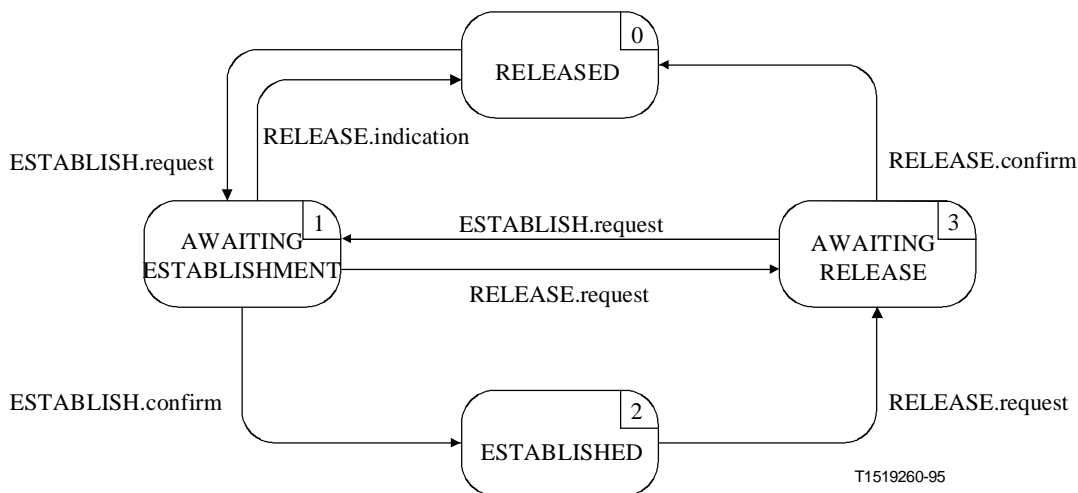 0
RELEASED
RELEASE.indication
ESTABLISH.request
RELEASE.confirm
1
AWAITING
ESTABLISHMENT
ESTABLISH.request
RELEASE.request
3
AWAITING
RELEASE
ESTABLISH.confirm
2
ESTABLISHED
RELEASE.request
T1519260-95